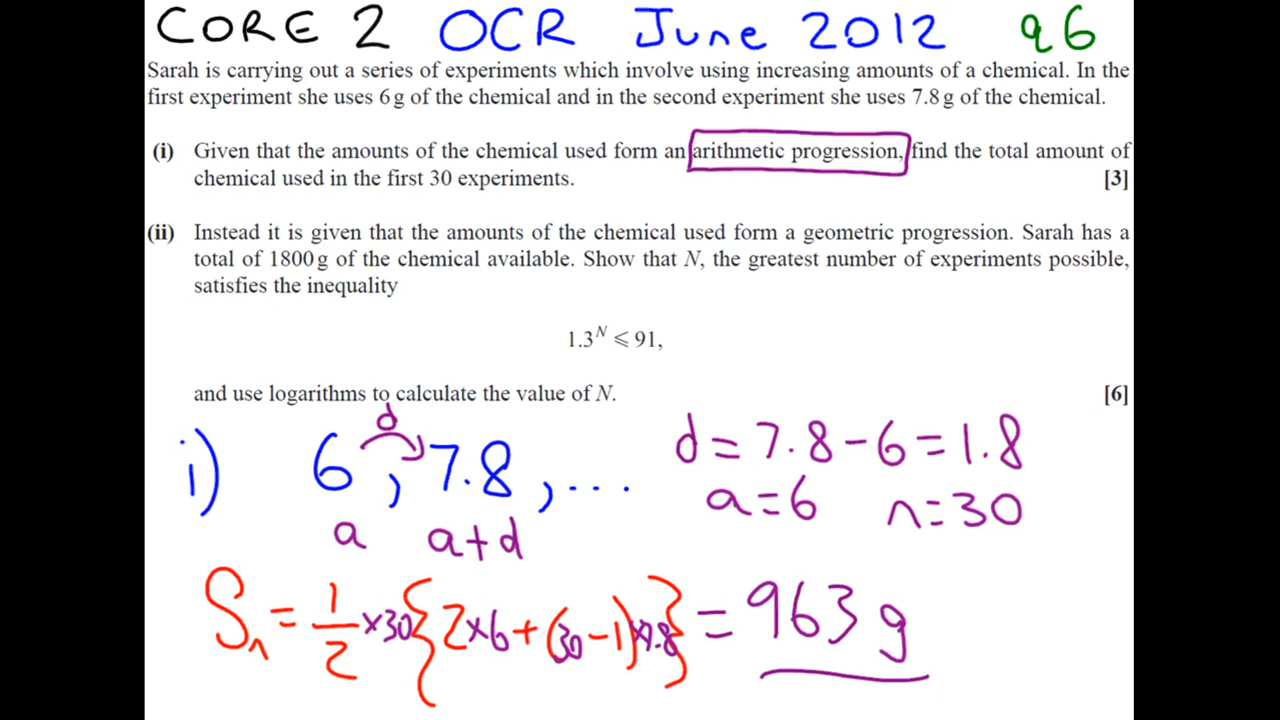 CORE 2 OCR June 2012 q6
Sarah is carrying out a series of experiments which involve using increasing amounts of a chemical. In the
first experiment she uses 6 g of the chemical and in the second experiment she uses 7.8 g of the chemical.
(i) Given that the amounts of the chemical used form an arithmetic progression, find the total amount of
chemical used in the first 30 experiments. [3]
(ii) Instead it is given that the amounts of the chemical used form a geometric progression. Sarah has a
total of 1800 g of the chemical available. Show that N, the greatest number of experiments possible,
satisfies the inequality
1.3^N ⩽ 91,
and use logarithms to calculate the value of N. [6]
d
i) 6 , 7.8 , ... d = 7.8 - 6 = 1.8
a a+d a = 6 n = 30
Sn = 1/2 × 30 { 2 × 6 + (30 - 1) × 1.8 } = 963 g